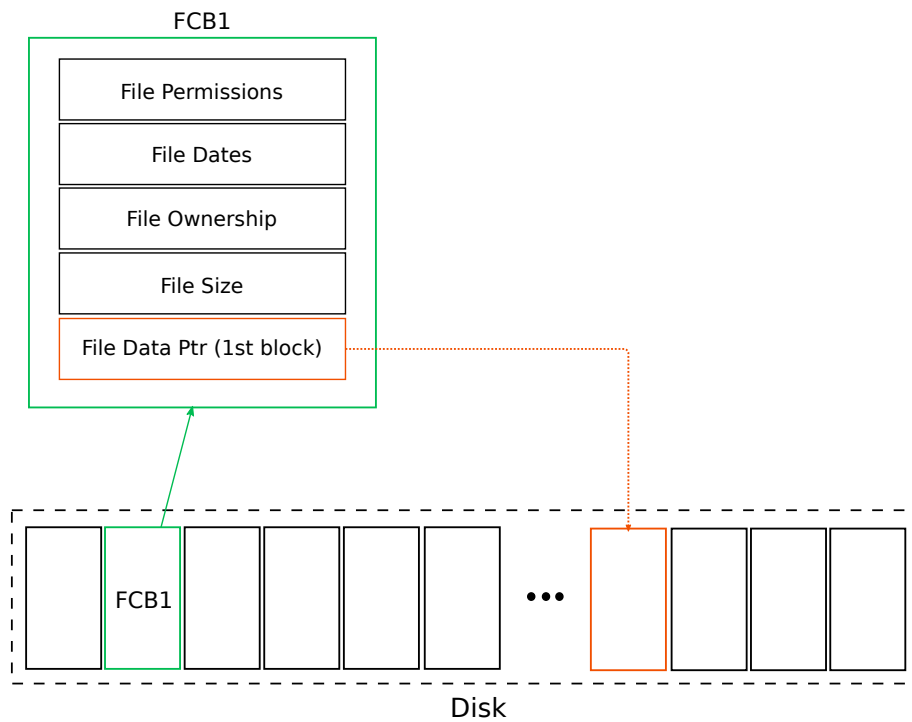 FCB1
File Permissions
File Dates
File Ownership
File Size
File Data Ptr (1st block)
FCB1
Disk